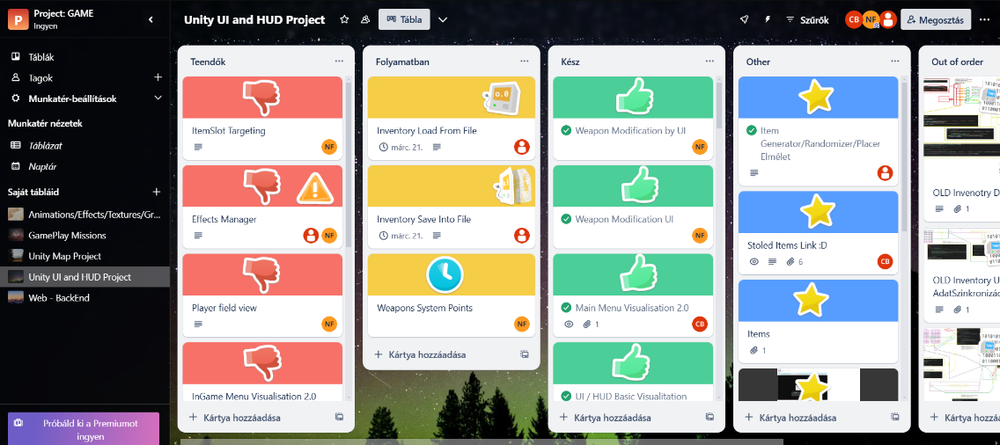 P
Project: GAME
Ingyen
Táblák
Tagok
Munkatér-beállítások
Munkatér nézetek
Táblázat
Naptár
Saját tábláid
Animations/Effects/Textures/Gr...
GamePlay Missions
Unity Map Project
Unity UI and HUD Project
Web - BackEnd
Próbáld ki a Premiumot
ingyen
Unity UI and HUD Project
Tábla
Szűrők
CB
NF
Megosztás
Teendők
ItemSlot Targeting
NF
Effects Manager
NF
Player field view
NF
InGame Menu Visualisation 2.0
Kártya hozzáadása
Folyamatban
Inventory Load From File
márc. 21.
Inventory Save Into File
márc. 21.
Weapons System Points
NF
Kártya hozzáadása
Kész
Weapon Modification by UI
NF
Weapon Modification UI
NF
Main Menu Visualisation 2.0
1
CB
UI / HUD Basic Visualitation
Kártya hozzáadása
Other
Item
Generator/Randomizer/Placer
Elmélet
Stoled Items Link :D
6
CB
Items
1
Kártya hozzáadása
Out of order
OLD Invenotry D
1
OLD Inventory U
AdatSzinkronizác
1
Kártya hozzáa